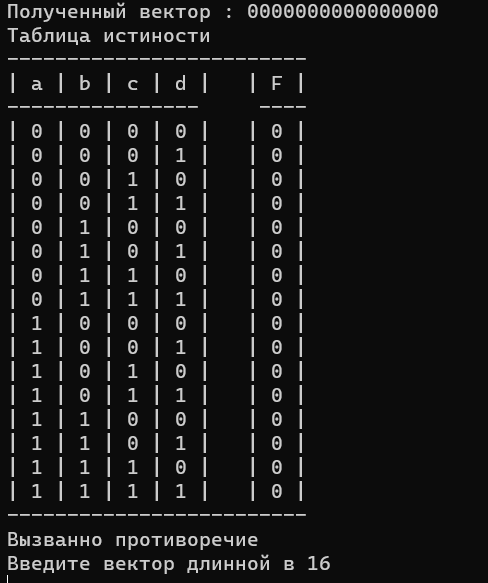 Полученный вектор : 0000000000000000
Таблица истиности
-------------------------
| a | b | c | d |   | F |
----------------     ----
| 0 | 0 | 0 | 0 |   | 0 |
| 0 | 0 | 0 | 1 |   | 0 |
| 0 | 0 | 1 | 0 |   | 0 |
| 0 | 0 | 1 | 1 |   | 0 |
| 0 | 1 | 0 | 0 |   | 0 |
| 0 | 1 | 0 | 1 |   | 0 |
| 0 | 1 | 1 | 0 |   | 0 |
| 0 | 1 | 1 | 1 |   | 0 |
| 1 | 0 | 0 | 0 |   | 0 |
| 1 | 0 | 0 | 1 |   | 0 |
| 1 | 0 | 1 | 0 |   | 0 |
| 1 | 0 | 1 | 1 |   | 0 |
| 1 | 1 | 0 | 0 |   | 0 |
| 1 | 1 | 0 | 1 |   | 0 |
| 1 | 1 | 1 | 0 |   | 0 |
| 1 | 1 | 1 | 1 |   | 0 |
-------------------------
Вызванно противоречие
Введите вектор длинной в 16